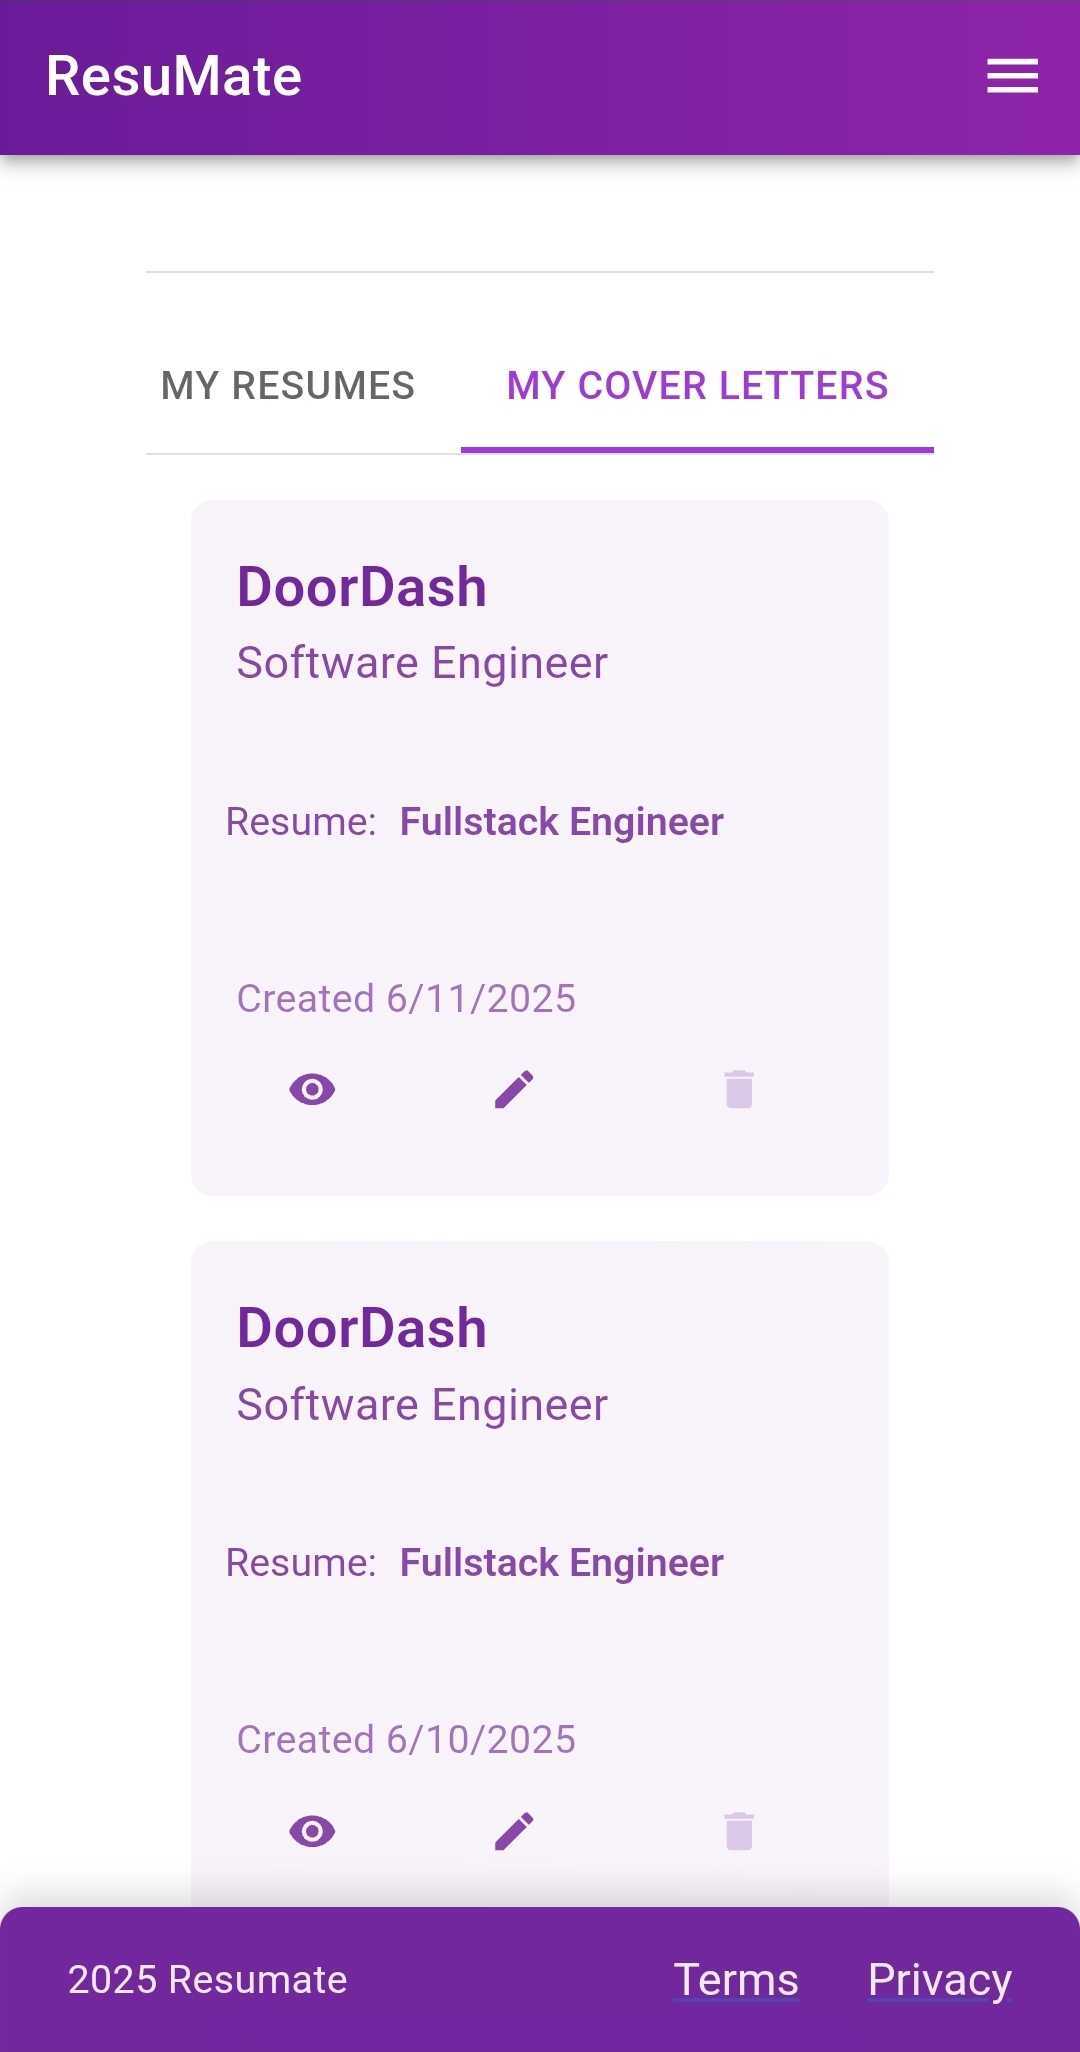 ResuMate
MY RESUMES MY COVER LETTERS
DoorDash
Software Engineer
Resume: Fullstack Engineer
Created 6/11/2025
DoorDash
Software Engineer
Resume: Fullstack Engineer
Created 6/10/2025
2025 Resumate Terms Privacy